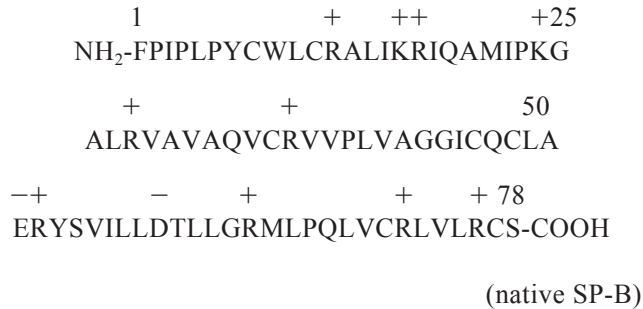 1 + ++ +25
NH₂-FPIPLPYCWLCRALIKRIQAMIPKG
+ + 50
ALRVAVAQVCRVVPLVAGGICQCLA
−+ − + + + 78
ERYSVILLDTLLGRMLPQLVCRLVLRCS-COOH
(native SP-B)